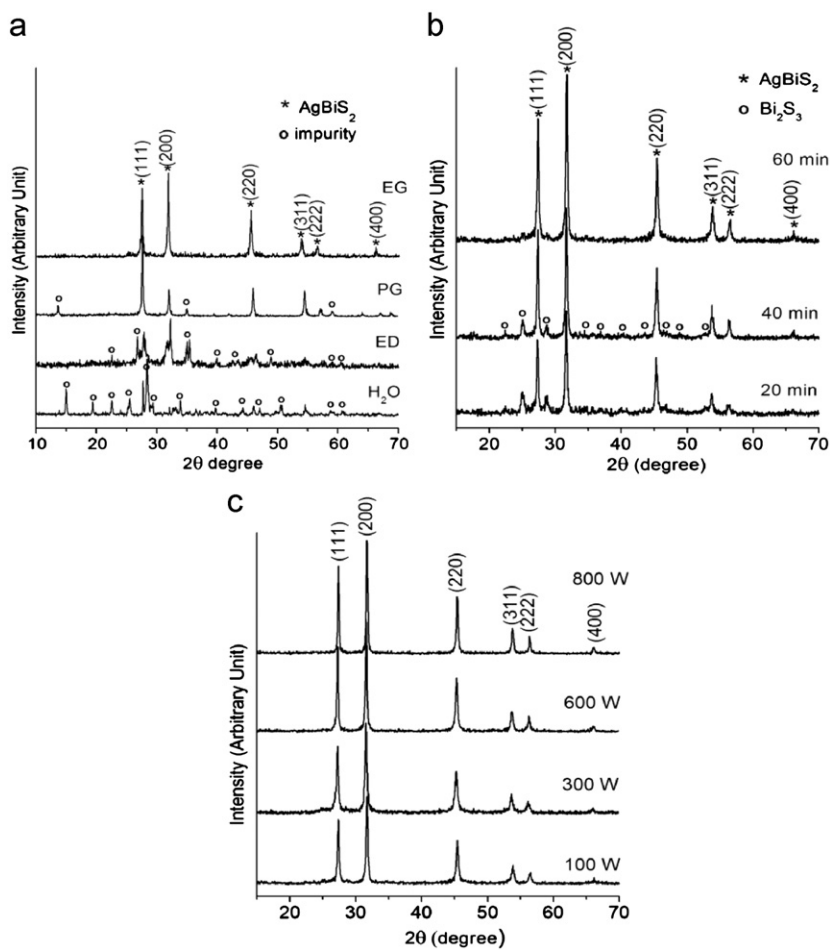 a
* AgBiS2
o impurity
*(111)
*(200)
*(220)
*(311)
*(222)
*(400)
EG
PG
ED
H2O
Intensity (Arbitrary Unit)
10 20 30 40 50 60 70
2θ degree
b
* AgBiS2
o Bi2S3
*(111)
*(200)
*(220)
*(311)
*(222)
*(400)
60 min
40 min
20 min
Intensity (Arbitrary Unit)
20 30 40 50 60 70
2θ (degree)
c
(111)
(200)
(220)
(311)
(222)
(400)
800 W
600 W
300 W
100 W
Intensity (Arbitrary Unit)
20 30 40 50 60 70
2θ (degree)